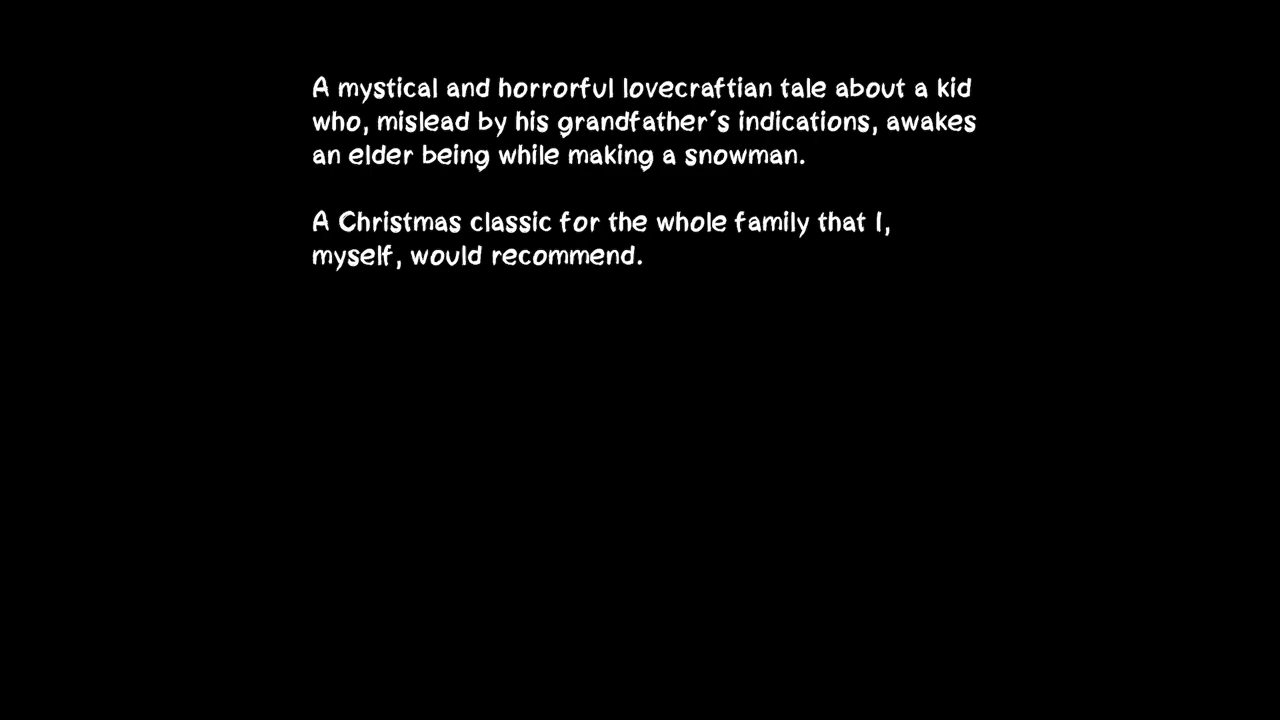 A mystical and horrorful lovecraftian tale about a kid
who, mislead by his grandfather's indications, awakes
an elder being while making a snowman.
A Christmas classic for the whole family that I,
myself, would recommend.